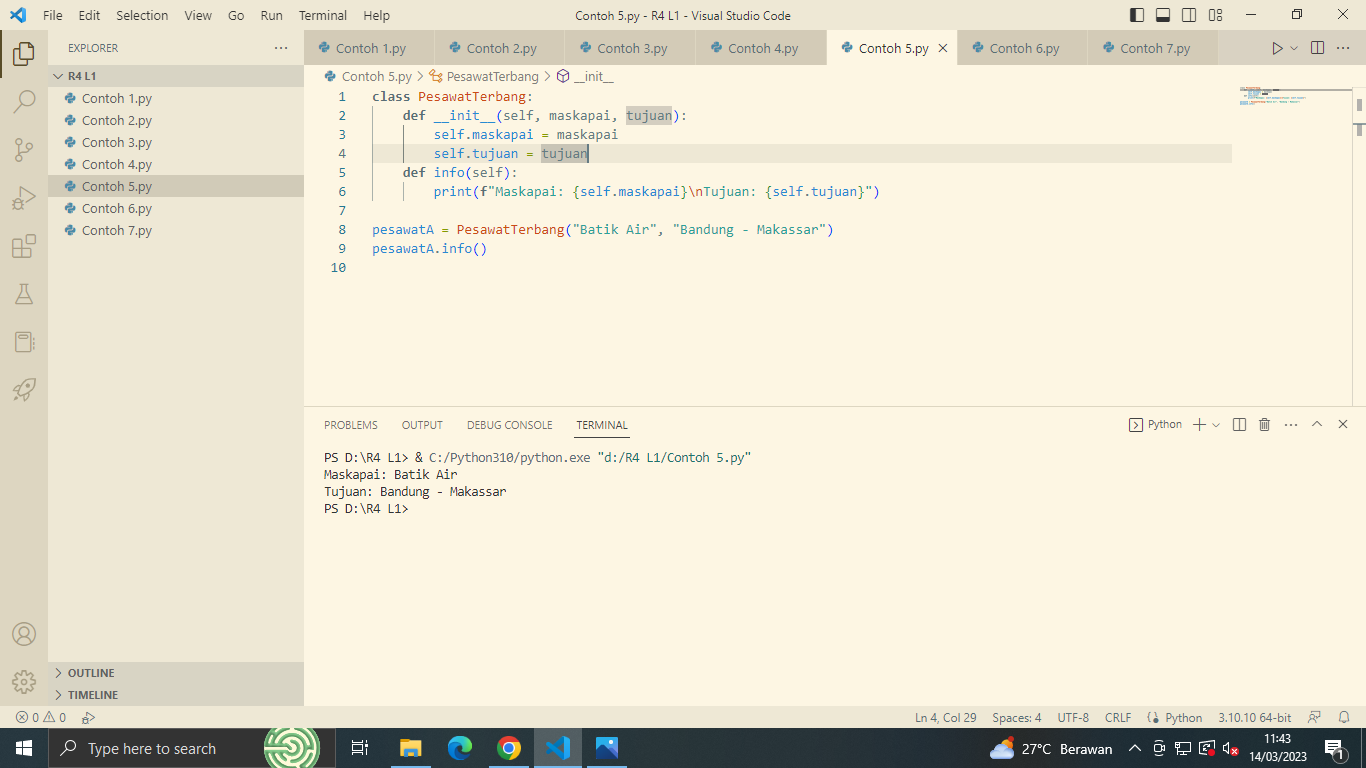 File Edit Selection View Go Run Terminal Help
Contoh 5.py - R4 L1 - Visual Studio Code
EXPLORER
R4 L1
Contoh 1.py
Contoh 2.py
Contoh 3.py
Contoh 4.py
Contoh 5.py
Contoh 6.py
Contoh 7.py
OUTLINE
TIMELINE
Contoh 1.py Contoh 2.py Contoh 3.py Contoh 4.py Contoh 5.py Contoh 6.py Contoh 7.py
Contoh 5.py > PesawatTerbang > __init__
1 class PesawatTerbang:
2     def __init__(self, maskapai, tujuan):
3         self.maskapai = maskapai
4         self.tujuan = tujuan
5     def info(self):
6         print(f"Maskapai: {self.maskapai}\nTujuan: {self.tujuan}")
7
8 pesawatA = PesawatTerbang("Batik Air", "Bandung - Makassar")
9 pesawatA.info()
10
PROBLEMS OUTPUT DEBUG CONSOLE TERMINAL
Python
PS D:\R4 L1> & C:/Python310/python.exe "d:/R4 L1/Contoh 5.py"
Maskapai: Batik Air
Tujuan: Bandung - Makassar
PS D:\R4 L1>
0 0
Ln 4, Col 29 Spaces: 4 UTF-8 CRLF Python 3.10.10 64-bit
Type here to search
27°C Berawan
11:43
14/03/2023
1